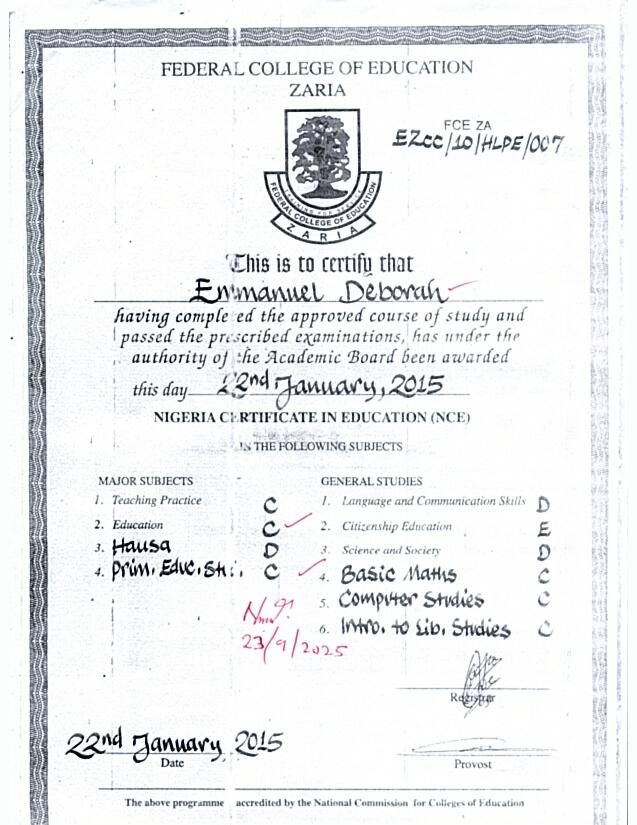 FEDERAL COLLEGE OF EDUCATION
ZARIA
FCE ZA
EZCC/10/HLPE/007
TRAINING FOR SERVICE
FEDERAL COLLEGE OF EDUCATION
ZARIA
This is to certify that
Emmanuel Deborah
having completed the approved course of study and
passed the prescribed examinations, has under the
authority of the Academic Board been awarded
this day 22nd January, 2015
NIGERIA CERTIFICATE IN EDUCATION (NCE)
IN THE FOLLOWING SUBJECTS
MAJOR SUBJECTS
1. Teaching Practice C
2. Education C
3. Hausa D
4. Prim. Educ. St. C
GENERAL STUDIES
1. Language and Communication Skills D
2. Citizenship Education E
3. Science and Society D
4. Basic Maths C
5. Computer Studies C
6. Intro. to Lib. Studies C
23/9/2025
Registrar
22nd January, 2015
Date
Provost
The above programme accredited by the National Commission for Colleges of Education